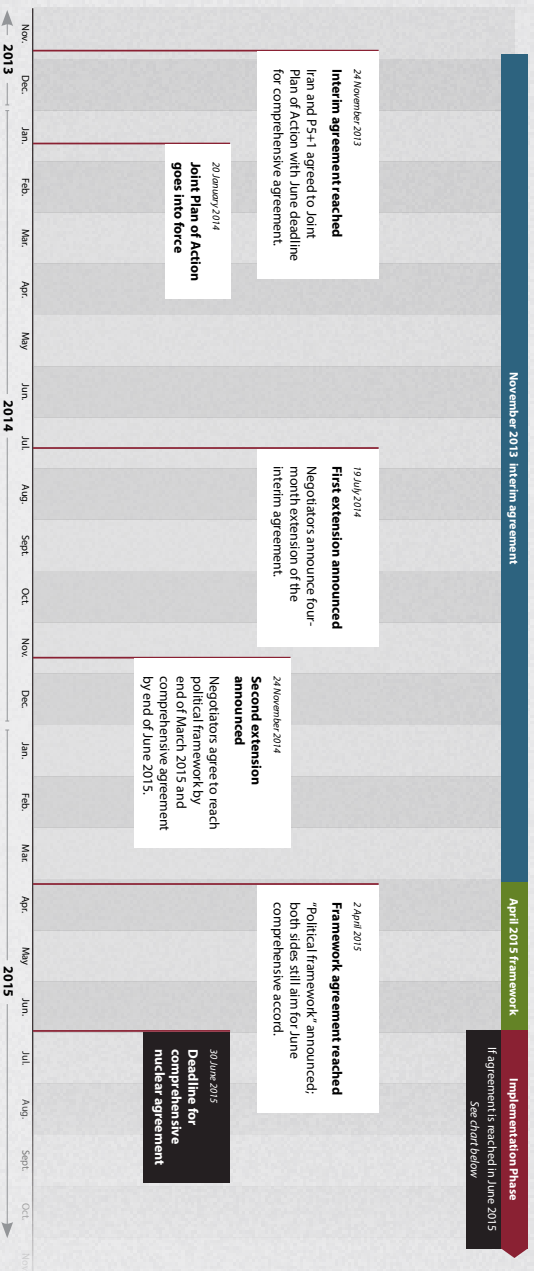 November 2013 interim agreement
April 2015 framework
Implementation Phase
If agreement is reached in June 2015
See chart below
24 November 2013
Interim agreement reached
Iran and P5+1 agreed to Joint
Plan of Action with June deadline
for comprehensive agreement.
20 January 2014
Joint Plan of Action
goes into force
19 July 2014
First extension announced
Negotiators announce four-
month extension of the
interim agreement.
24 November 2014
Second extension
announced
Negotiators agree to reach
political framework by
end of March 2015 and
comprehensive agreement
by end of June 2015.
2 April 2015
Framework agreement reached
“Political framework” announced;
both sides still aim for June
comprehensive accord.
30 June 2015
Deadline for
comprehensive
nuclear agreement
Nov. Dec. Jan. Feb. Mar. Apr. May Jun. Jul. Aug. Sept. Oct. Nov. Dec. Jan. Feb. Mar. Apr. May Jun. Jul. Aug. Sept. Oct. Nov.
2013 2014 2015